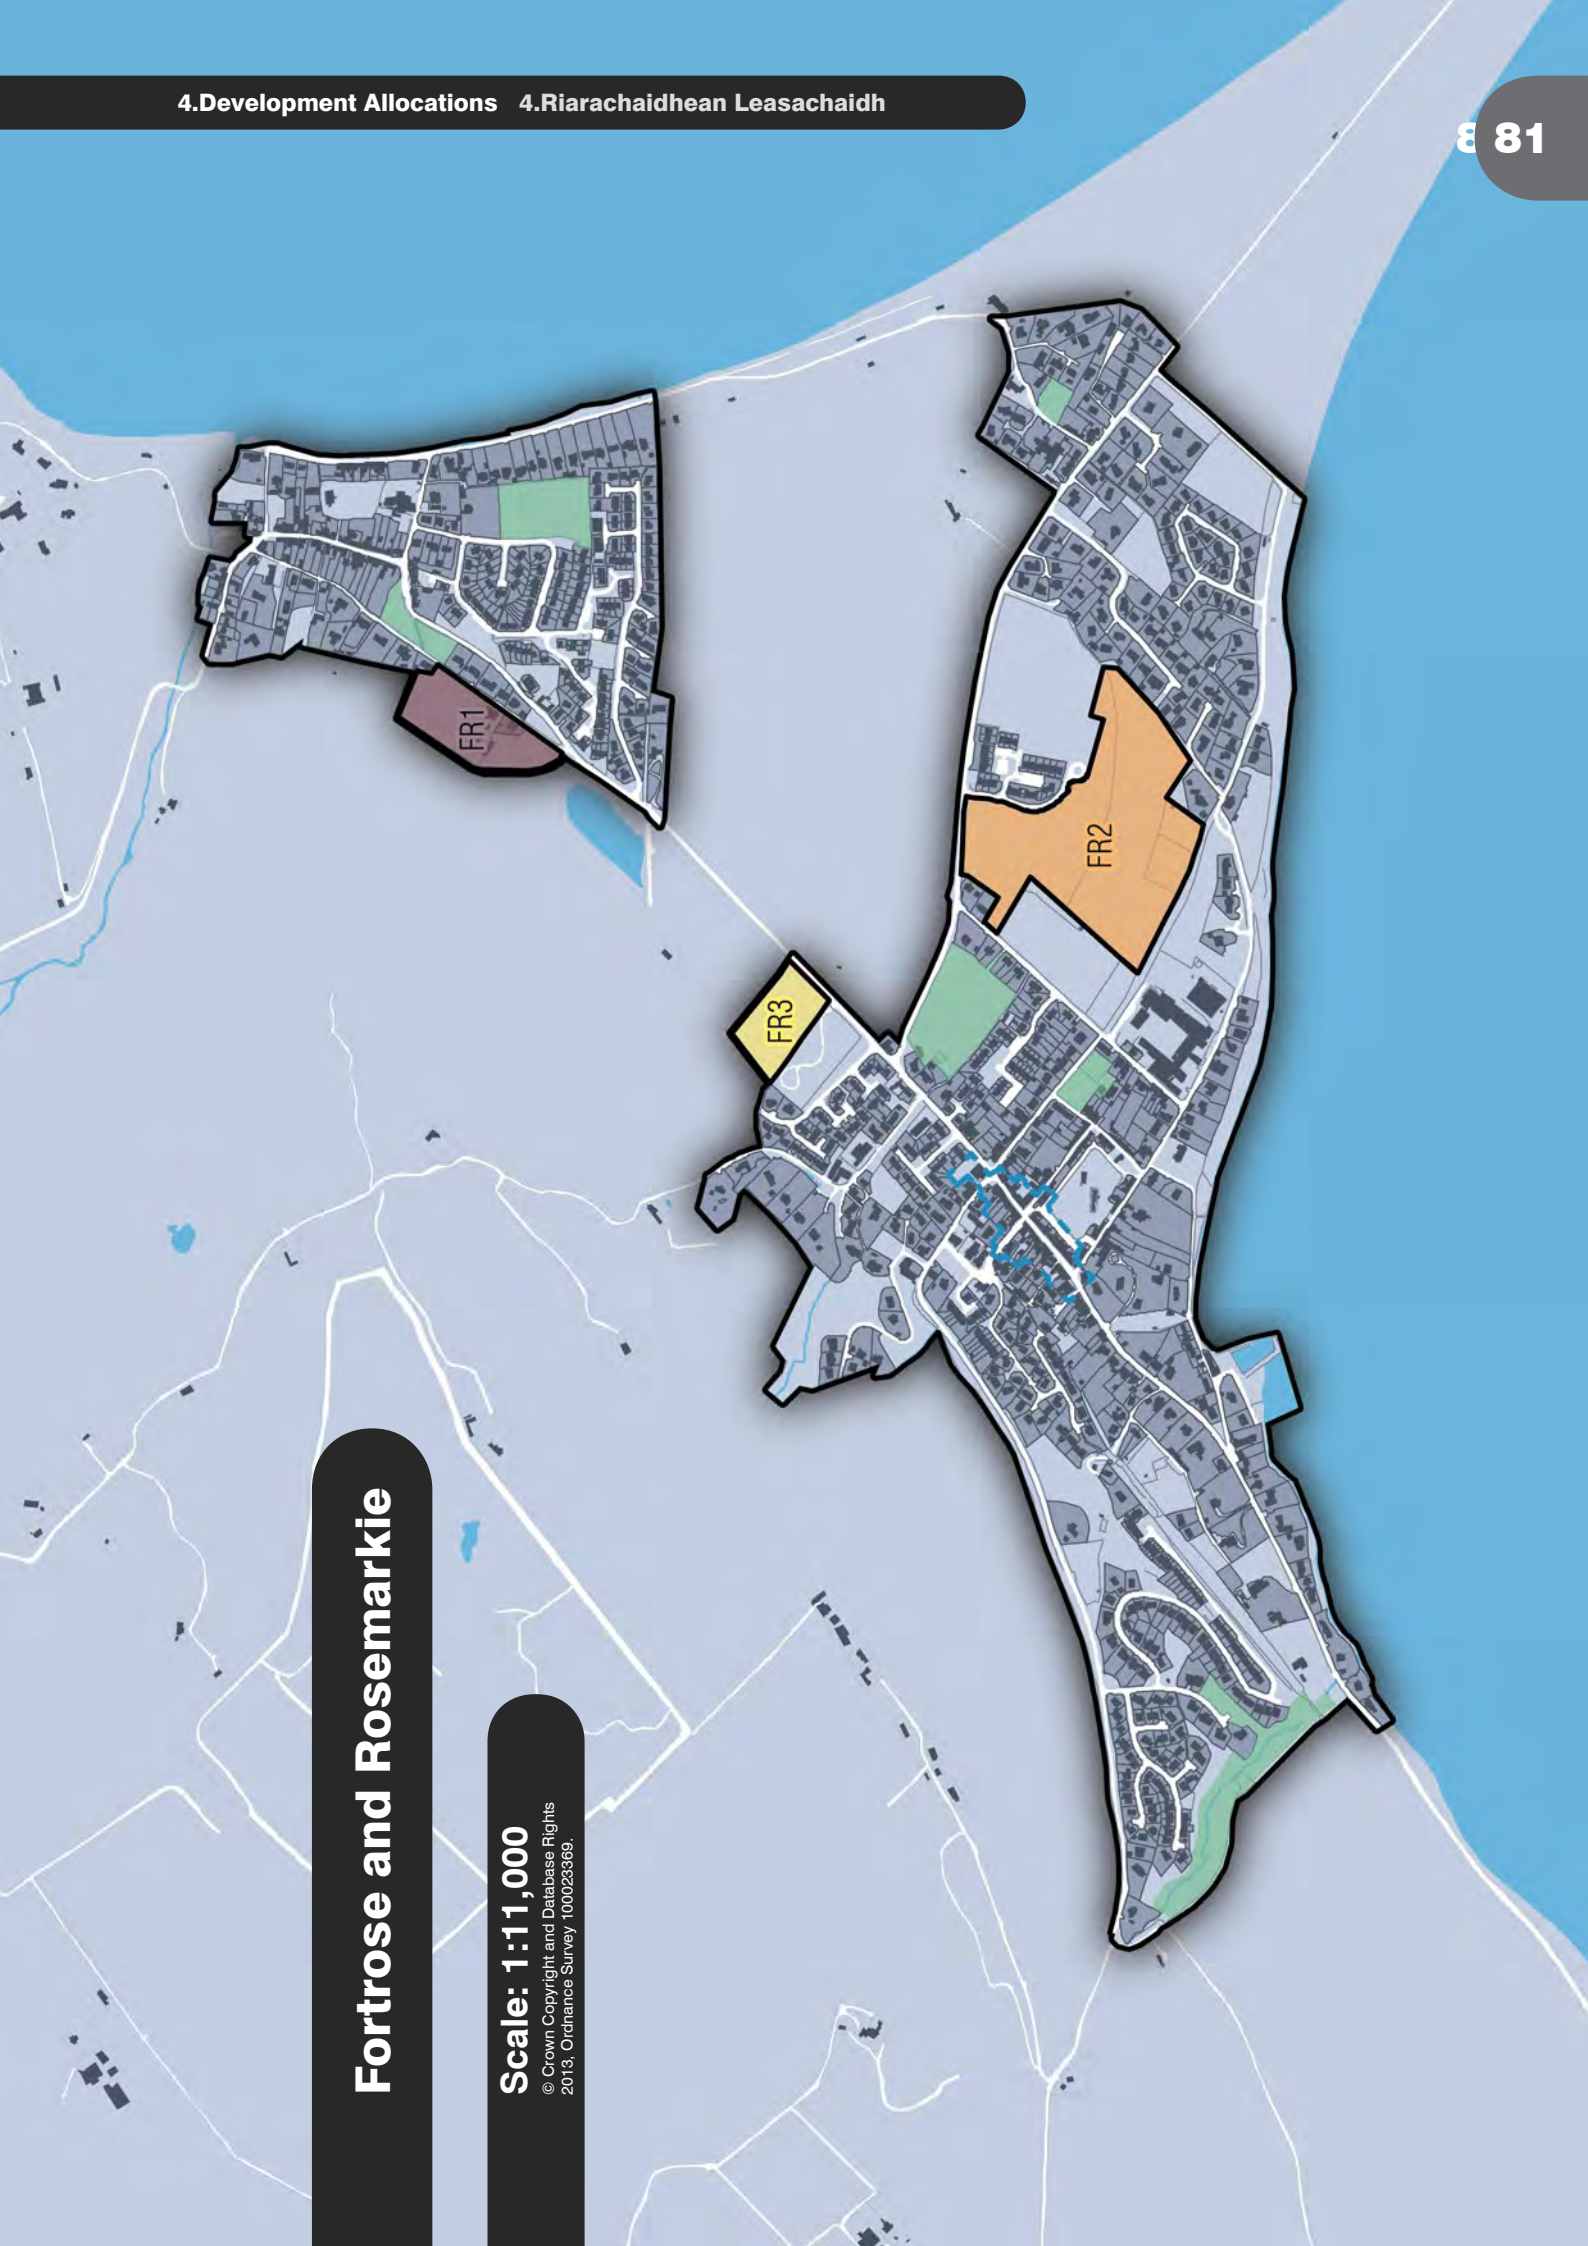 4.Development Allocations 4.Riarachaidhean Leasachaidh
81
FR1
FR2
FR3
Fortrose and Rosemarkie
Scale: 1:11,000
© Crown Copyright and Database Rights
2013, Ordnance Survey 100023369.